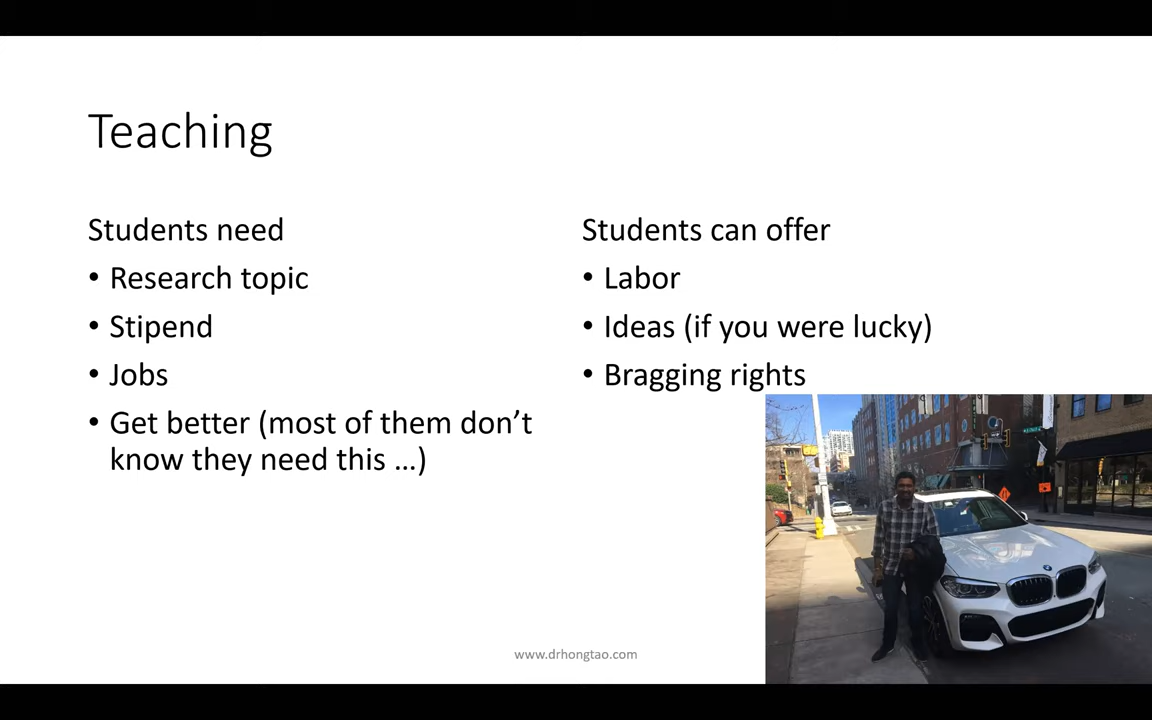 Teaching
Students need
• Research topic
• Stipend
• Jobs
• Get better (most of them don’t
know they need this …)
Students can offer
• Labor
• Ideas (if you were lucky)
• Bragging rights
www.drhongtao.com